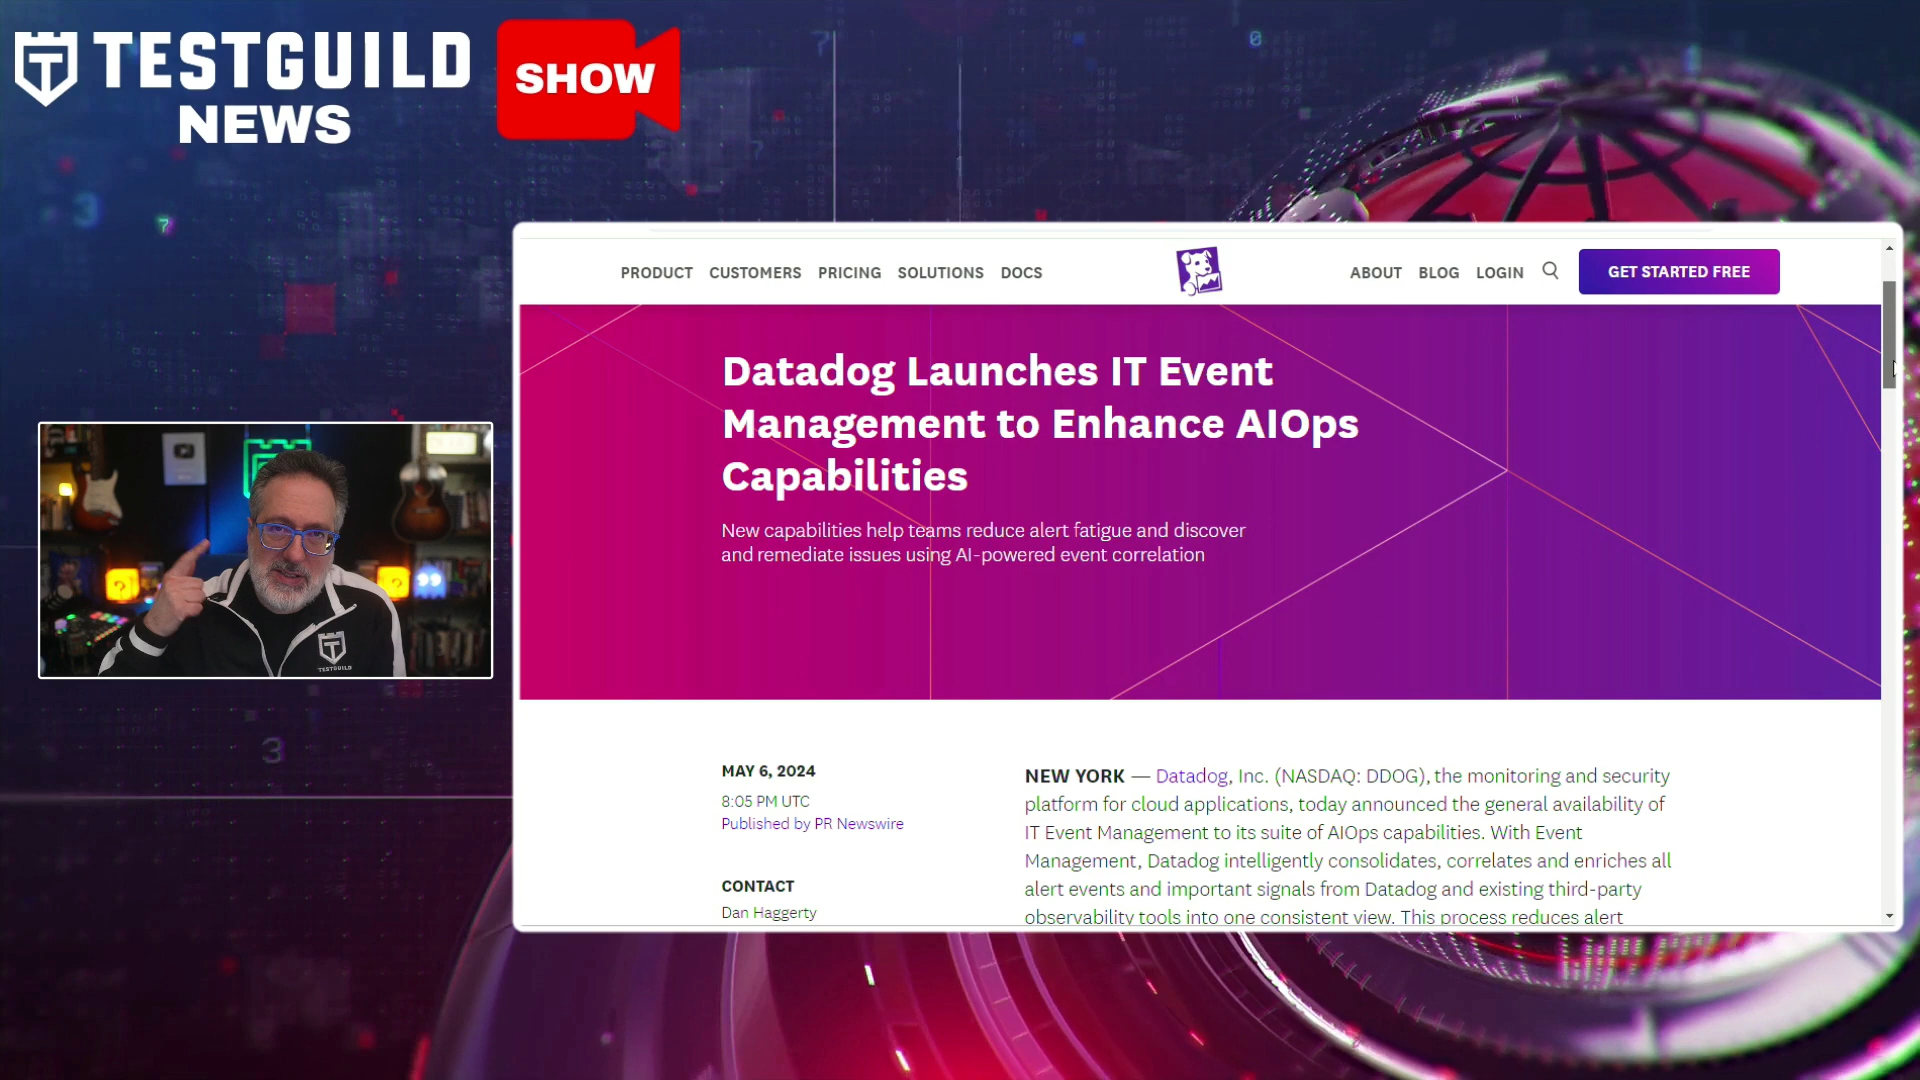 TESTGUILD
NEWS
SHOW
PRODUCT CUSTOMERS PRICING SOLUTIONS DOCS
ABOUT BLOG LOGIN GET STARTED FREE
Datadog Launches IT Event
Management to Enhance AIOps
Capabilities
New capabilities help teams reduce alert fatigue and discover
and remediate issues using AI-powered event correlation
MAY 6, 2024
8:05 PM UTC
Published by PR Newswire
CONTACT
Dan Haggerty
NEW YORK — Datadog, Inc. (NASDAQ: DDOG), the monitoring and security
platform for cloud applications, today announced the general availability of
IT Event Management to its suite of AIOps capabilities. With Event
Management, Datadog intelligently consolidates, correlates and enriches all
alert events and important signals from Datadog and existing third-party
observability tools into one consistent view. This process reduces alert
TESTGUILD
3
7
3
0